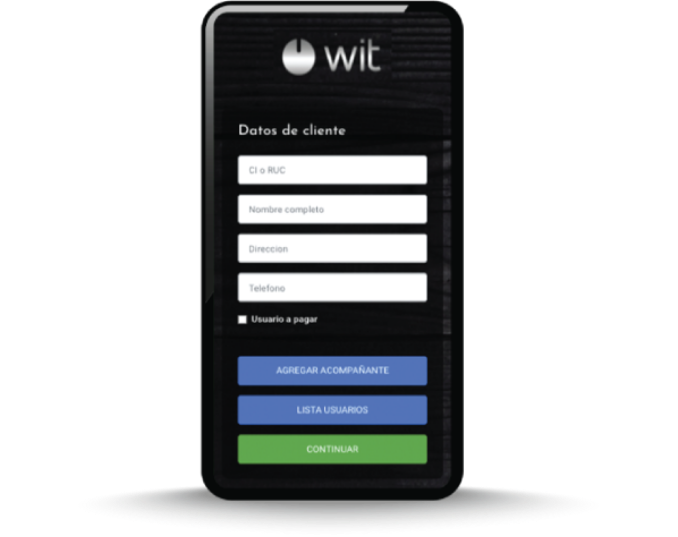 wit
Datos de cliente
CI o RUC
Nombre completo
Direccion
Telefono
Usuario a pagar
AGREGAR ACOMPAÑANTE
LISTA USUARIOS
CONTINUAR